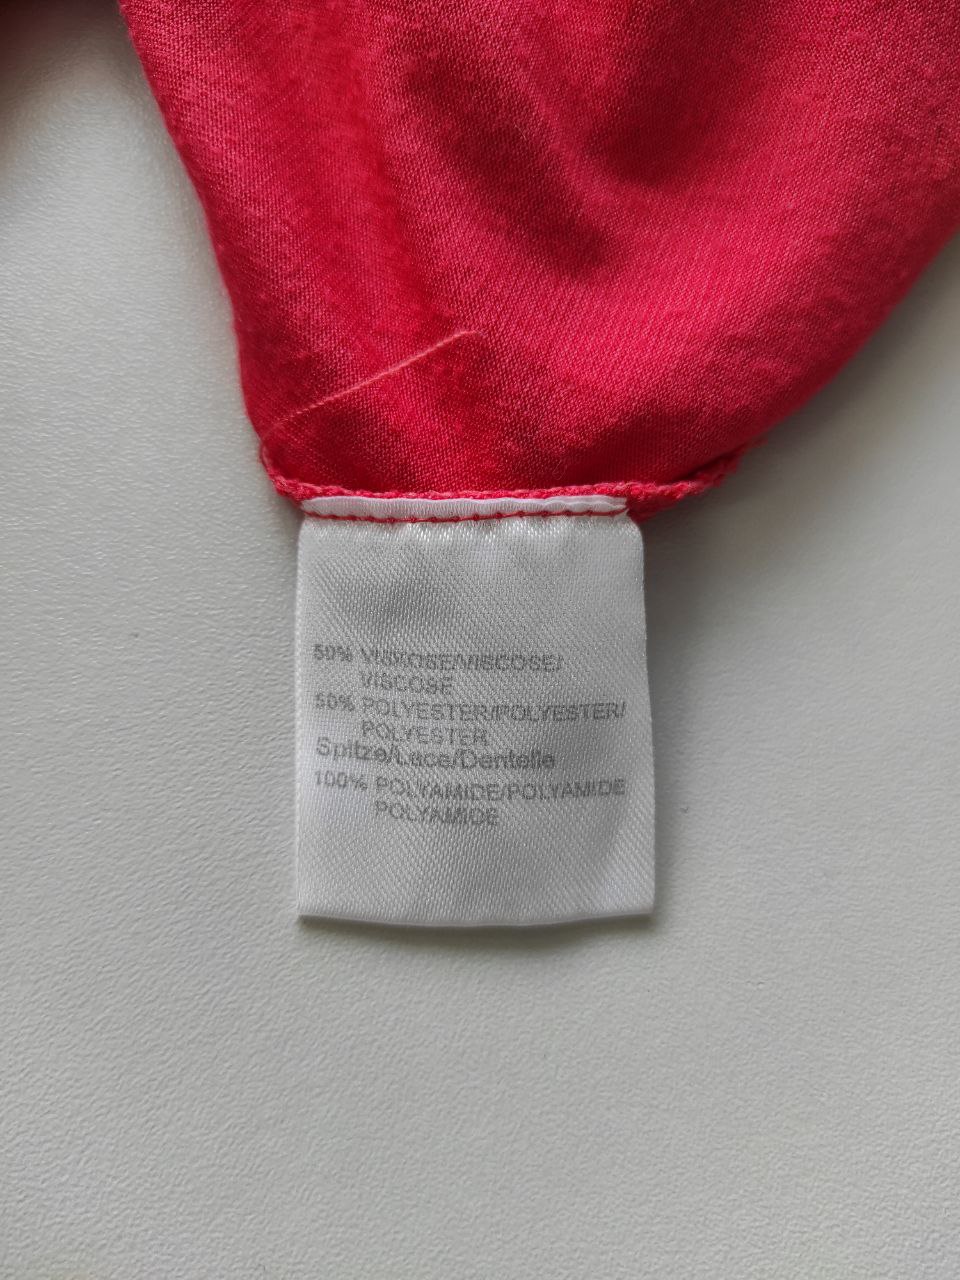 50% VISKOSE/VISCOSE/
VISCOSE
50% POLYESTER/POLYESTER/
POLYESTER
Spitze/Lace/Dentelle
100% POLYAMIDE/POLYAMIDE
POLYAMIDE